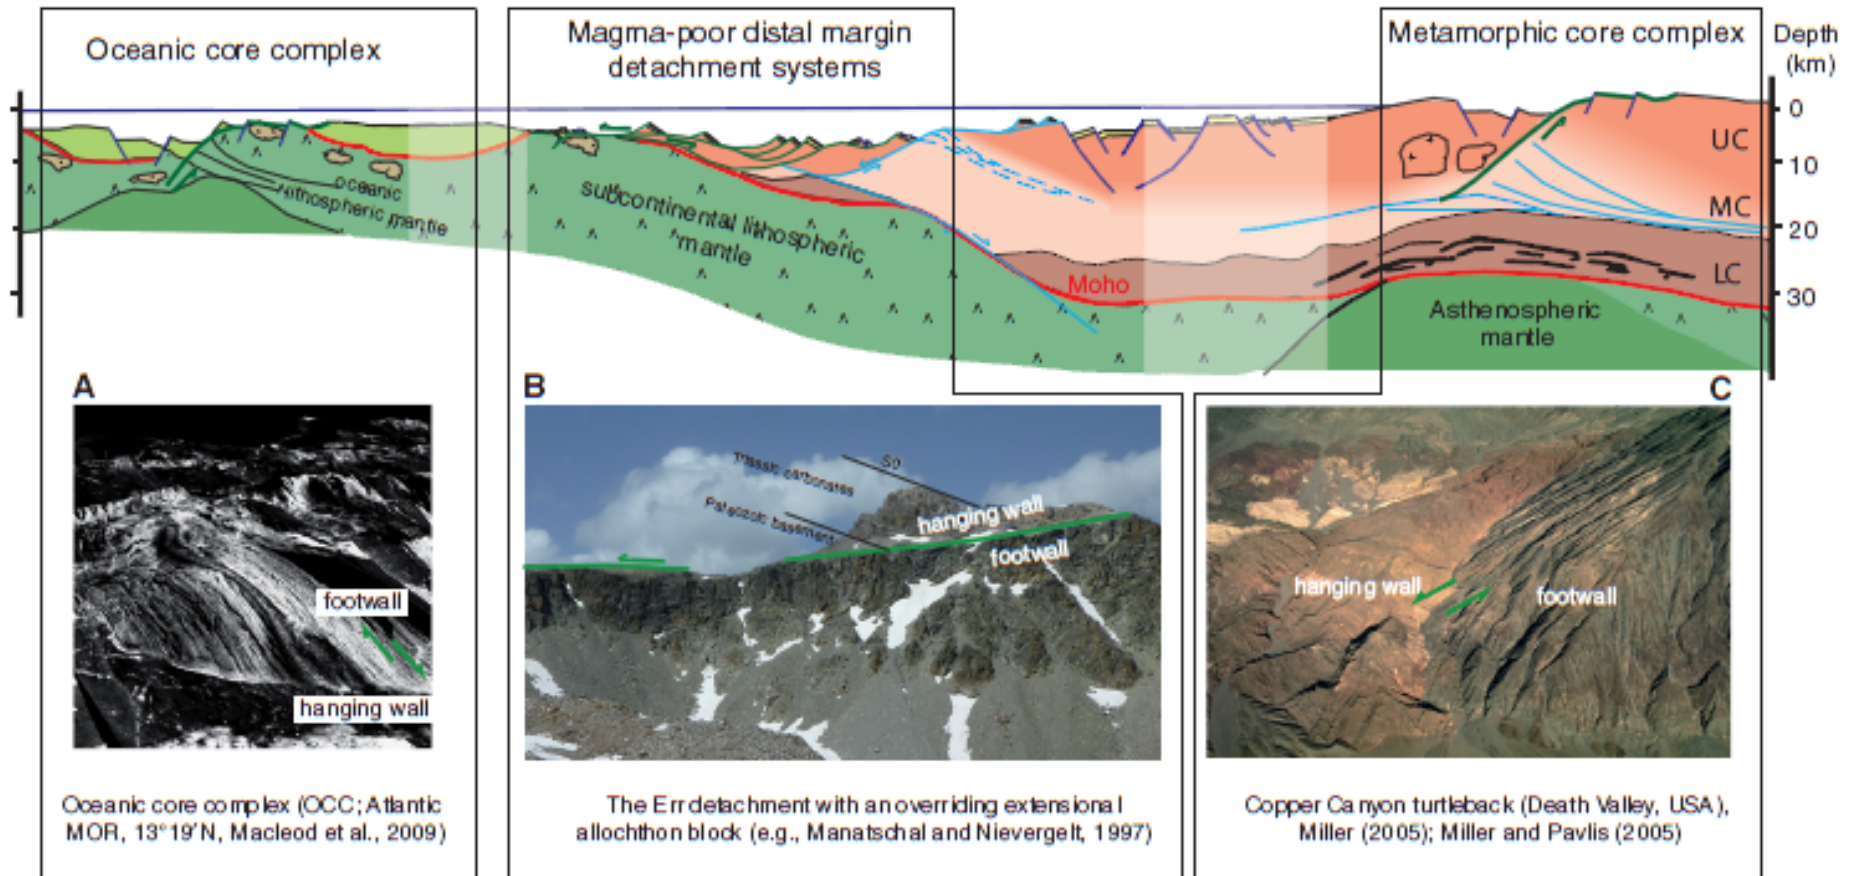 Oceanic core complex
Magma-poor distal margin
detachment systems
Metamorphic core complex
Depth
(km)
0
10
20
30
UC
MC
LC
oceanic
lithospheric mantle
subcontinental lithospheric
mantle
Moho
Asthenospheric
mantle
A
B
C
footwall
hanging wall
S0
Triassic carbonates
Paleozoic basement
hanging wall
footwall
hanging wall
footwall
Oceanic core complex (OCC; Atlantic
MOR, 13°19'N, Macleod et al., 2009)
The Err detachment with an overriding extensional
allochthon block (e.g., Manatschal and Nievergelt, 1997)
Copper Canyon turtleback (Death Valley, USA),
Miller (2005); Miller and Pavlis (2005)